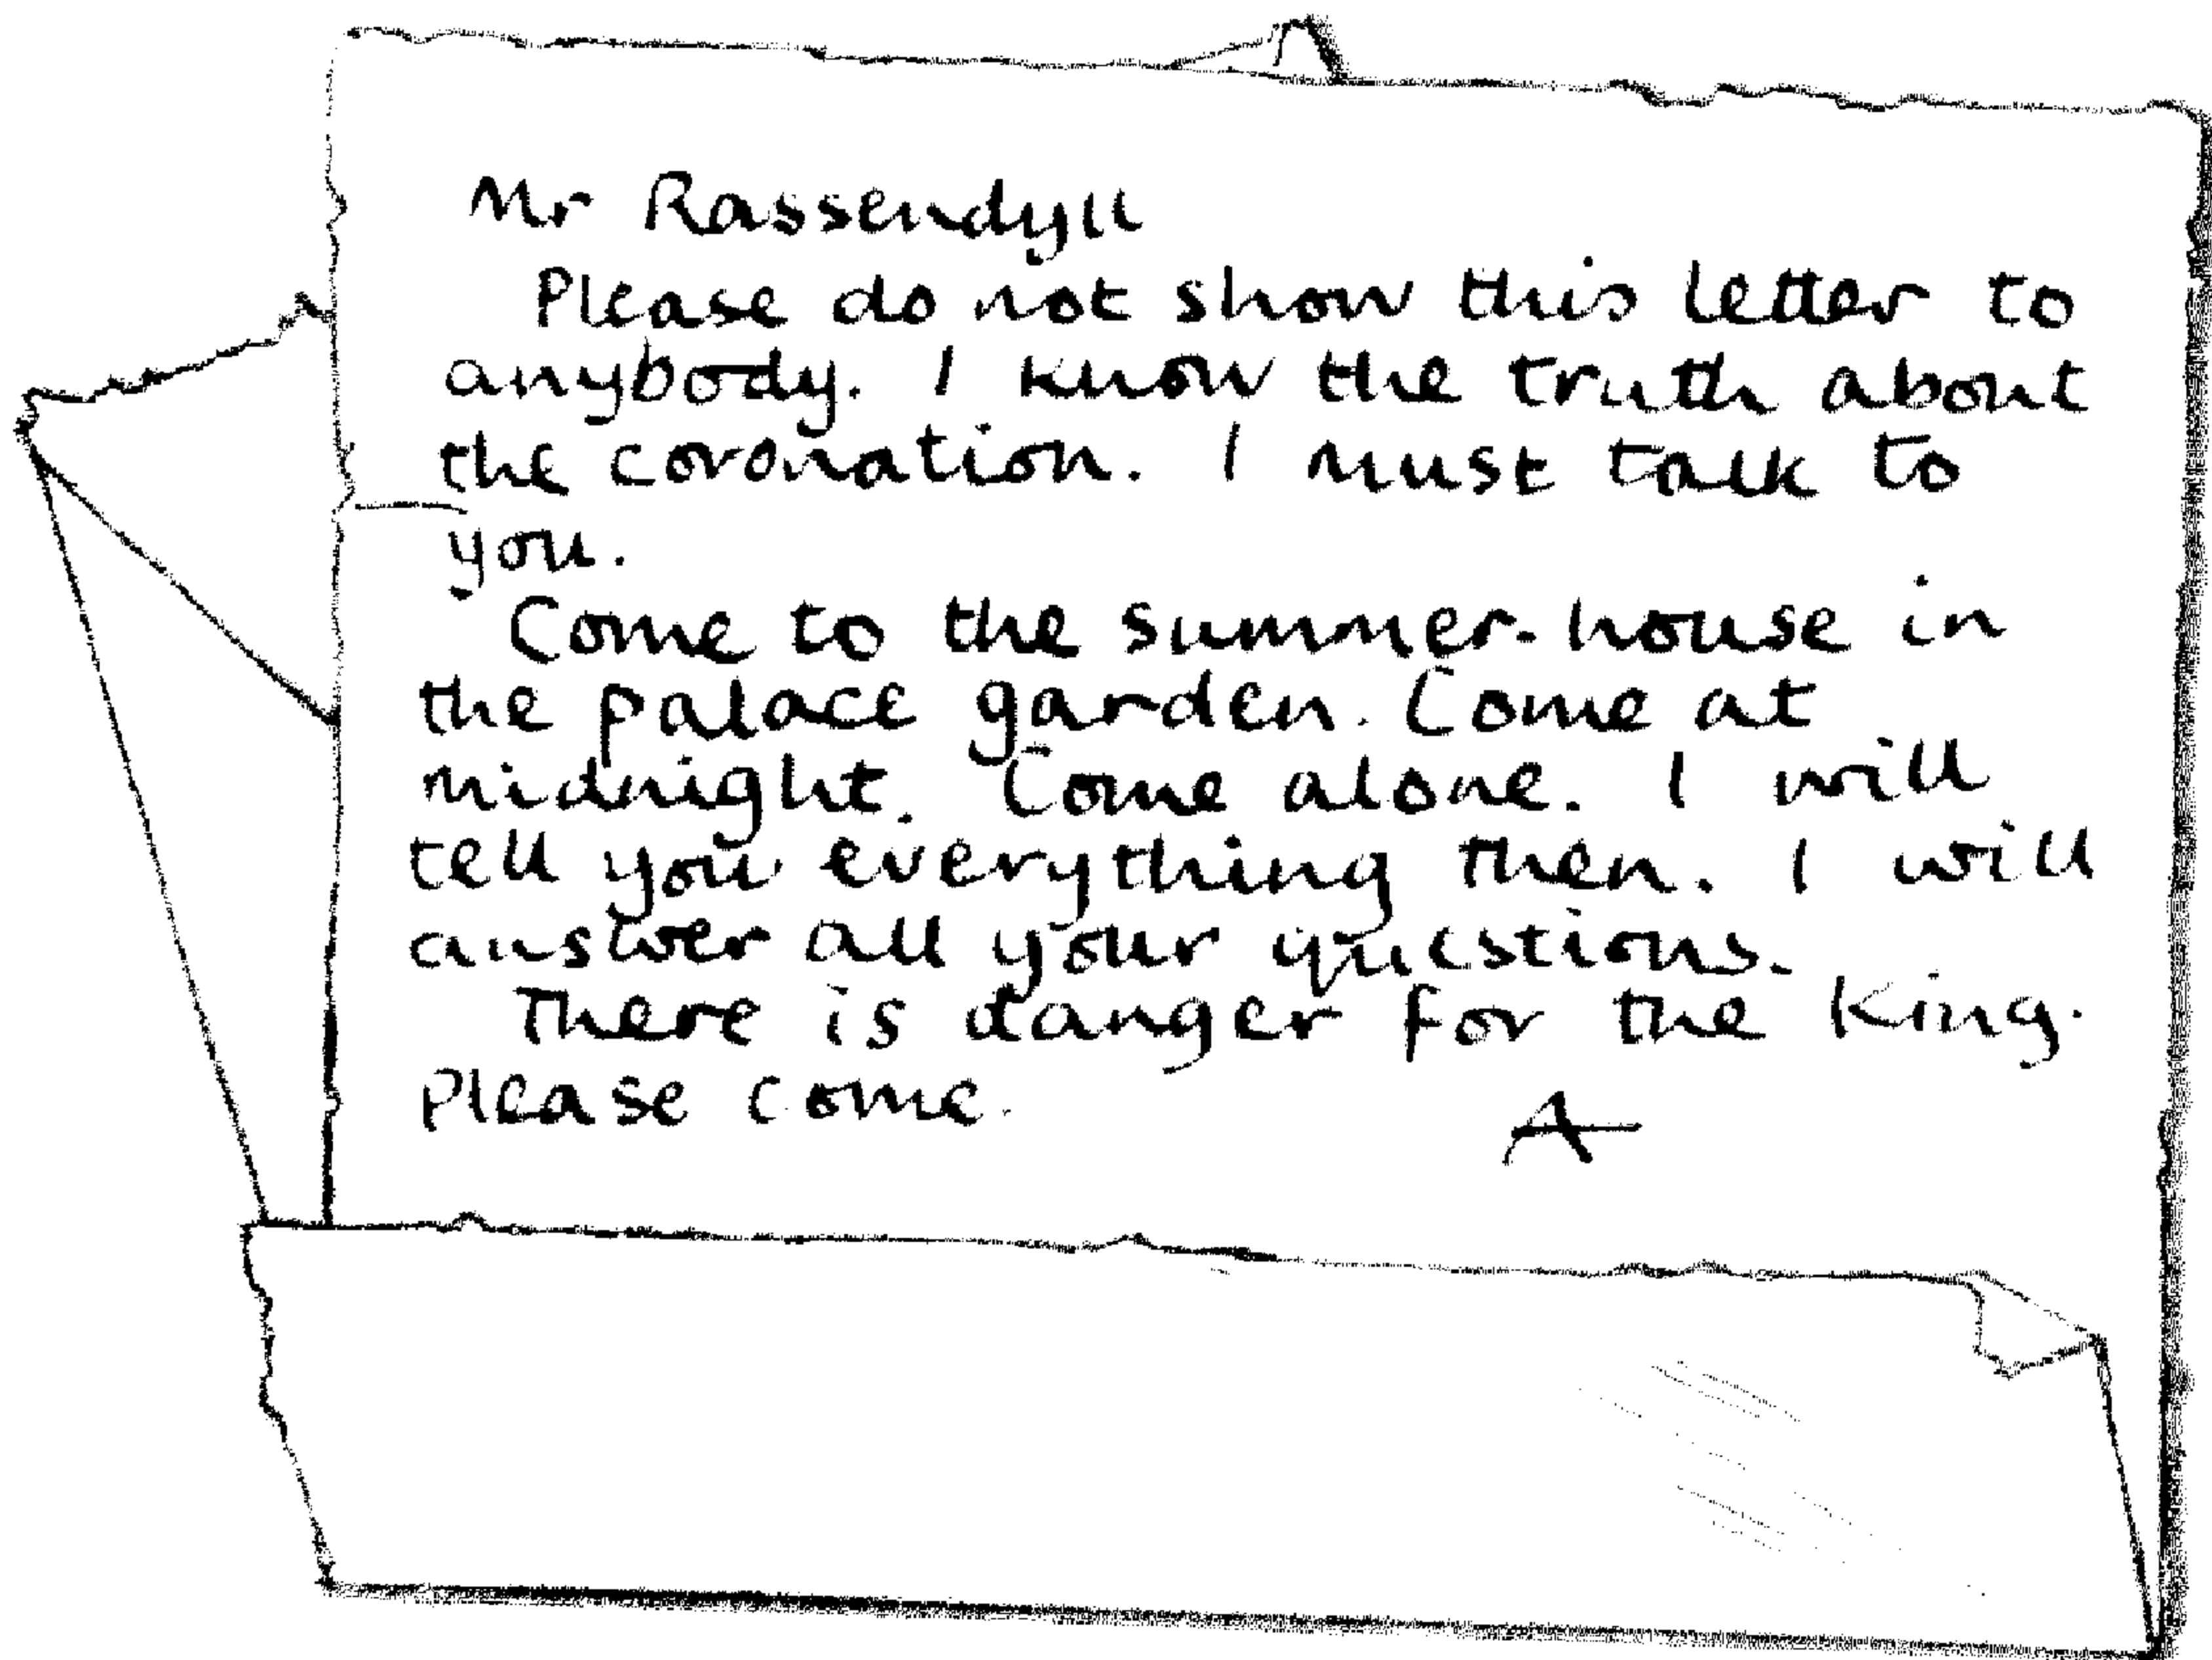 Mr Rassendyll
Please do not show this letter to
anybody. I know the truth about
the coronation. I must talk to
you.
Come to the summer-house in
the palace garden. Come at
midnight. Come alone. I will
tell you everything then. I will
answer all your questions.
There is danger for the King.
Please come.
A